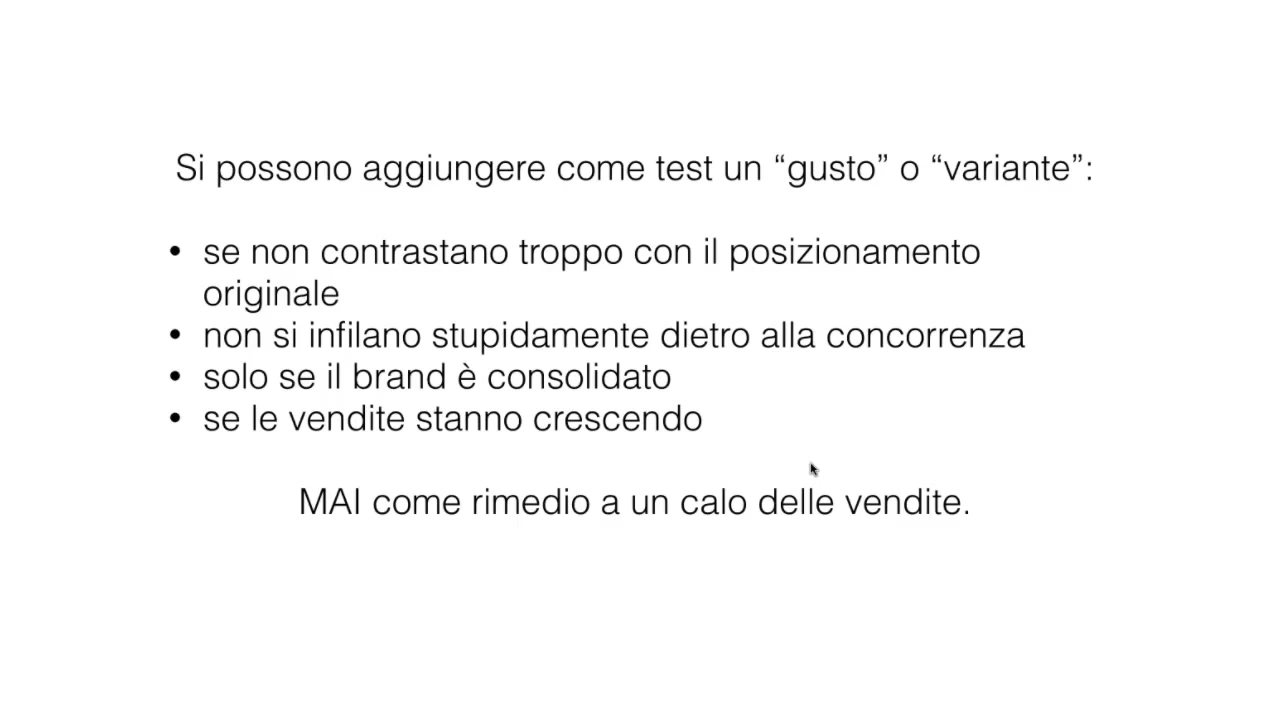 Si possono aggiungere come test un “gusto” o “variante”:
• se non contrastano troppo con il posizionamento
originale
• non si infilano stupidamente dietro alla concorrenza
• solo se il brand è consolidato
• se le vendite stanno crescendo
MAI come rimedio a un calo delle vendite.